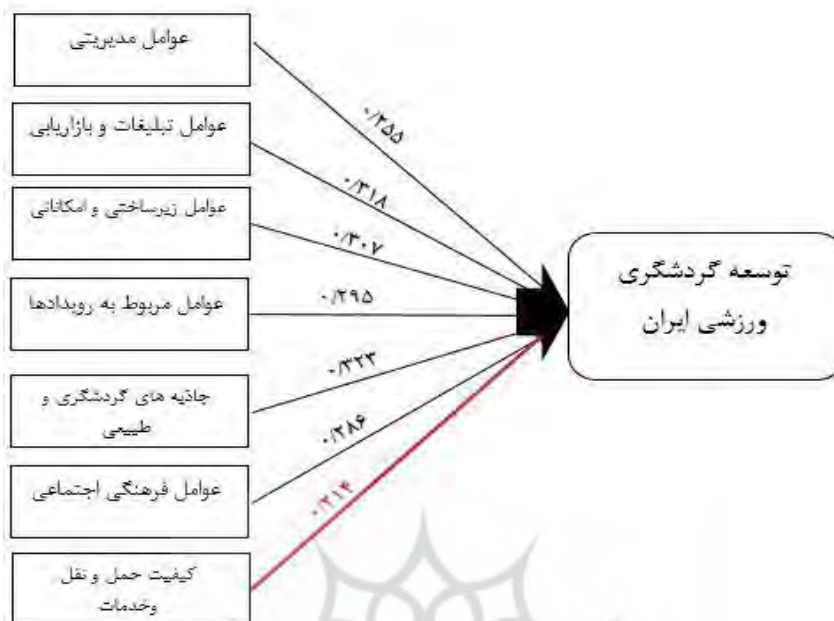 عوامل مدیریتی
۰/۲۵۵
عوامل تبلیغات و بازاریابی
۰/۳۱۸
عوامل زیرساختی و امکاناتی
۰/۳۰۷
عوامل مربوط به رویدادها
۰/۲۹۵
جاذبه های گردشگری و
طبیعی
۰/۳۲۳
عوامل فرهنگی اجتماعی
۰/۲۸۶
کیفیت حمل و نقل
وخدمات
۰/۲۱۴
توسعه گردشگری
ورزشی ایران